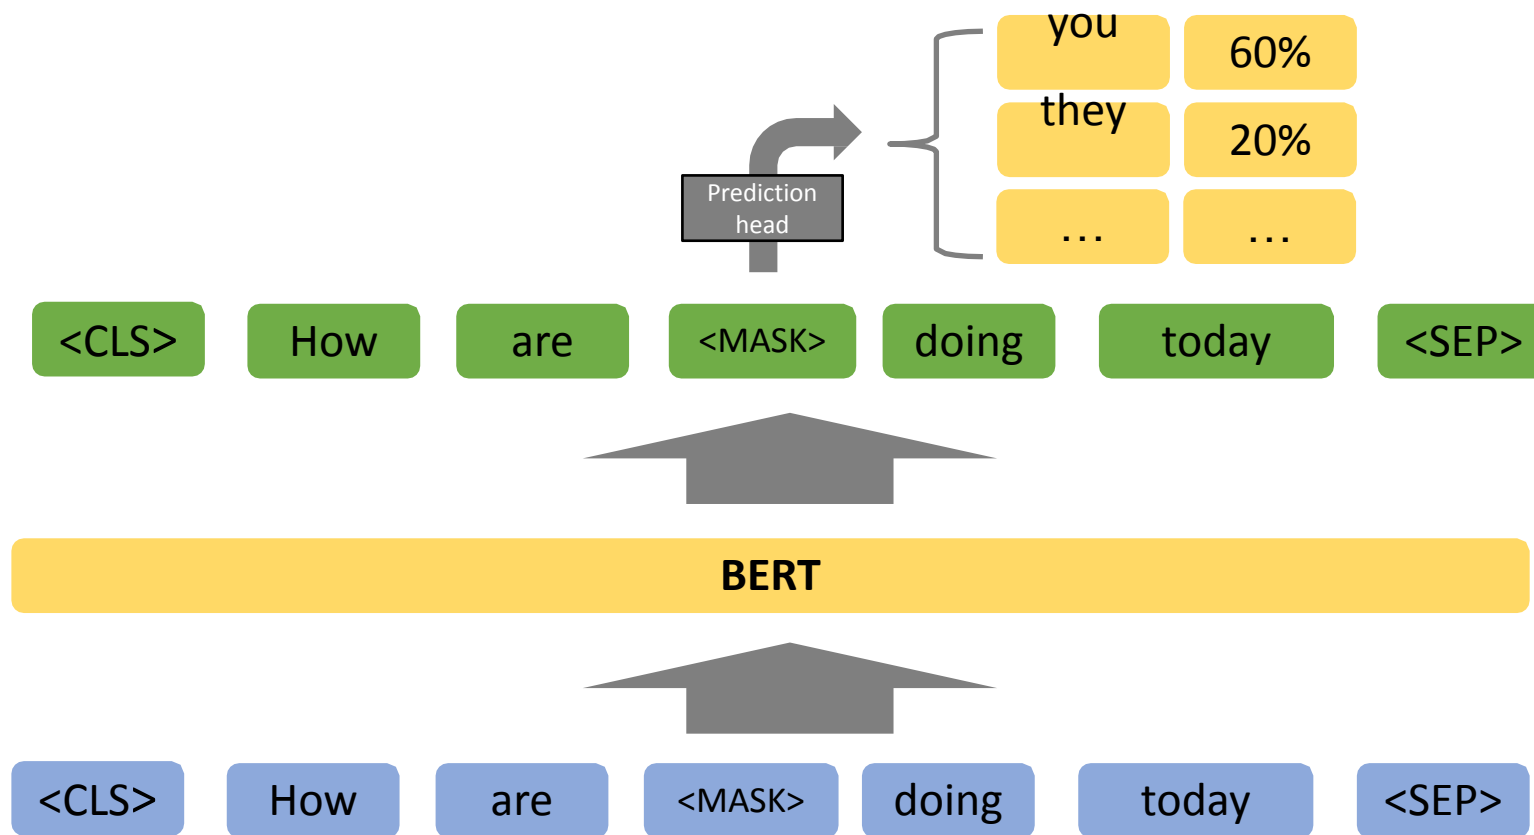 you 60%
they 20%
Prediction
head
... ...
<CLS> How are <MASK> doing today <SEP>
BERT
<CLS> How are <MASK> doing today <SEP>